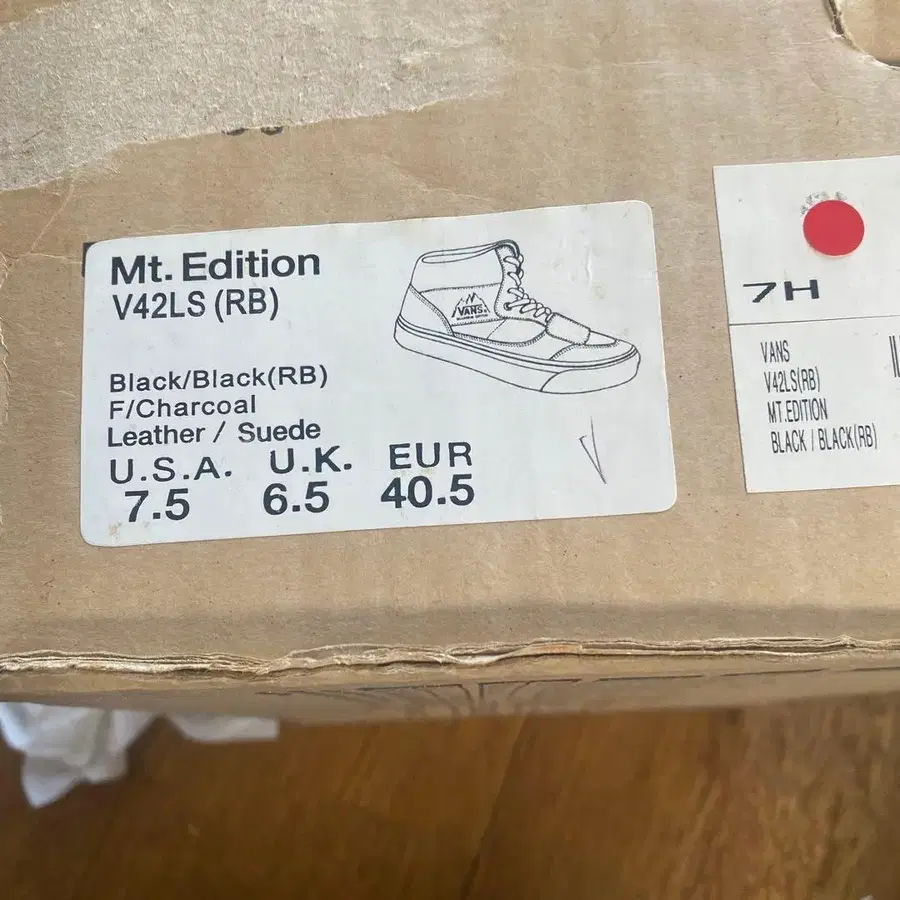 Mt. Edition
V42LS (RB)
VANS
Black/Black(RB)
F/Charcoal
Leather / Suede
U.S.A. U.K. EUR
7.5 6.5 40.5
7H
VANS
V42LS(RB)
MT.EDITION
BLACK / BLACK(RB)